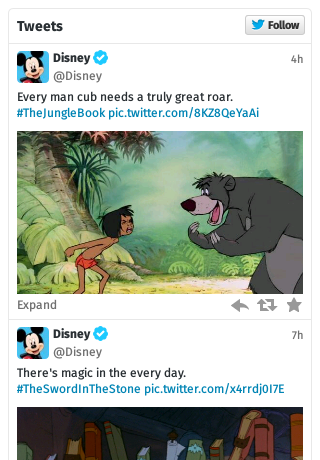 Tweets
Follow
Disney
4h
@Disney
Every man cub needs a truly great roar.
#TheJungleBook pic.twitter.com/8KZ8QeYaAi
Expand
Disney
7h
@Disney
There's magic in the every day.
#TheSwordInTheStone pic.twitter.com/x4rrdj0I7E